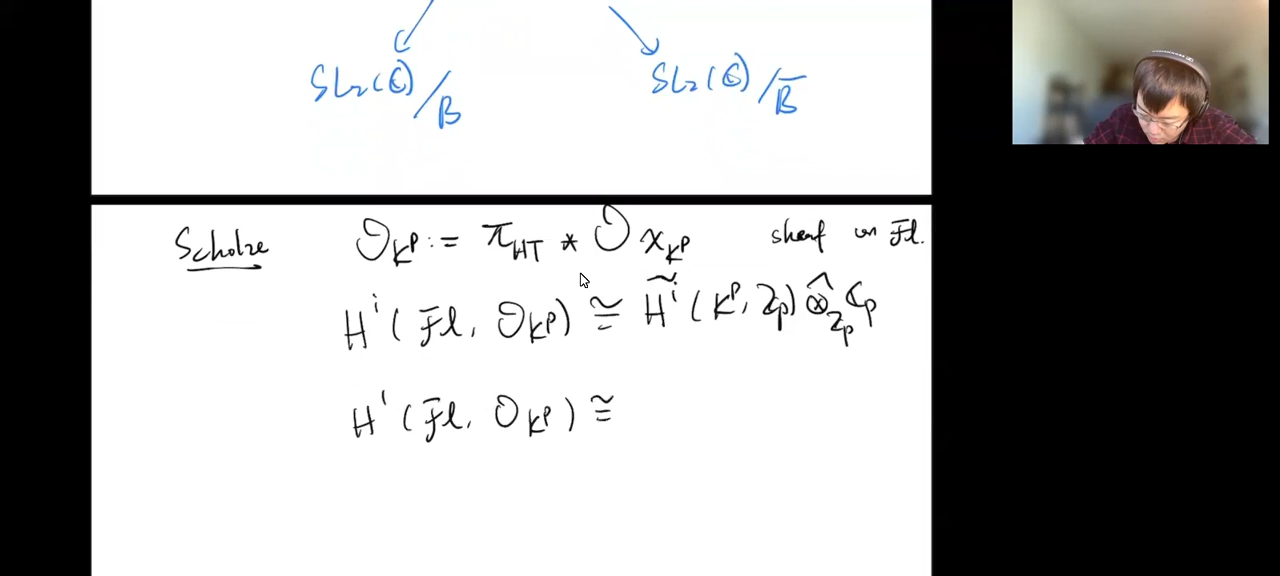 SL₂(ℂ)/B SL₂(ℂ)/B̄
Scholze 𝒪_{K^p} := π_{HT *} 𝒪_{𝒳_{K^p}} sheaf on ℱl.
H^i(ℱl, 𝒪_{K^p}) ≅ H̃^i(K^p, ℤ_p) ⊗̂_{ℤ_p} C_p
H^1(ℱl, 𝒪_{K^p}) ≅